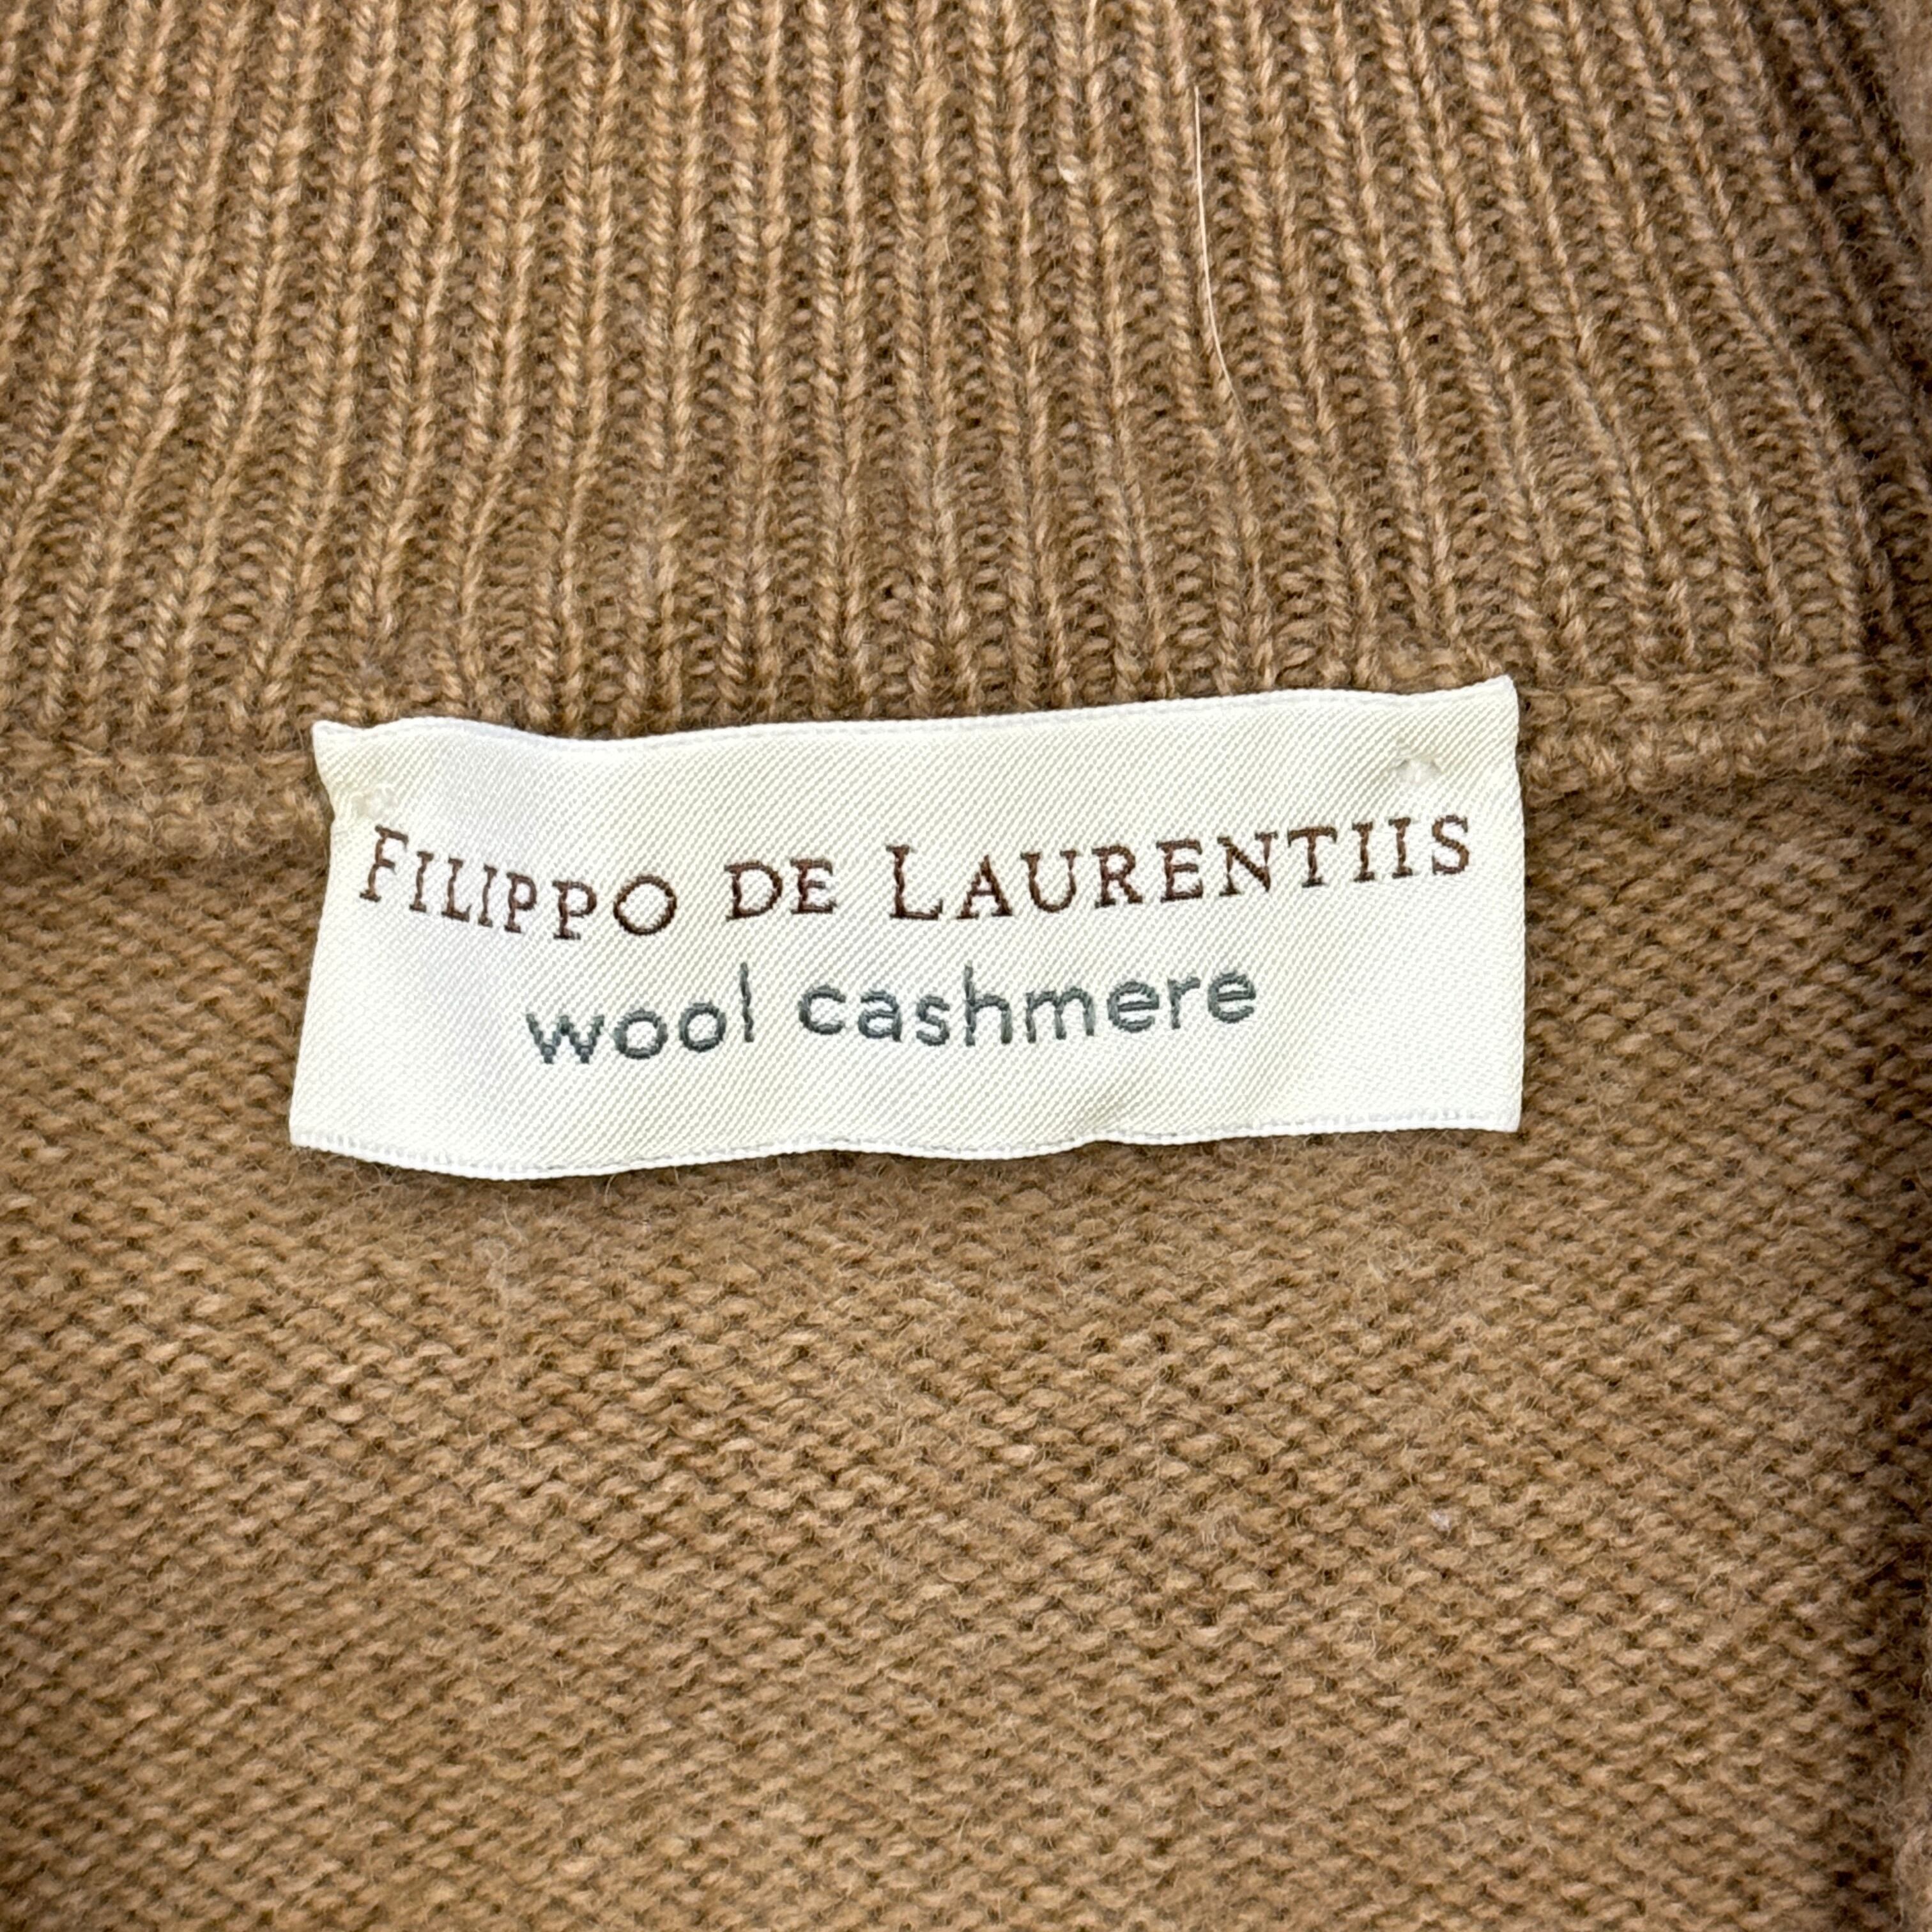 FILIPPO DE LAURENTIIS
wool cashmere